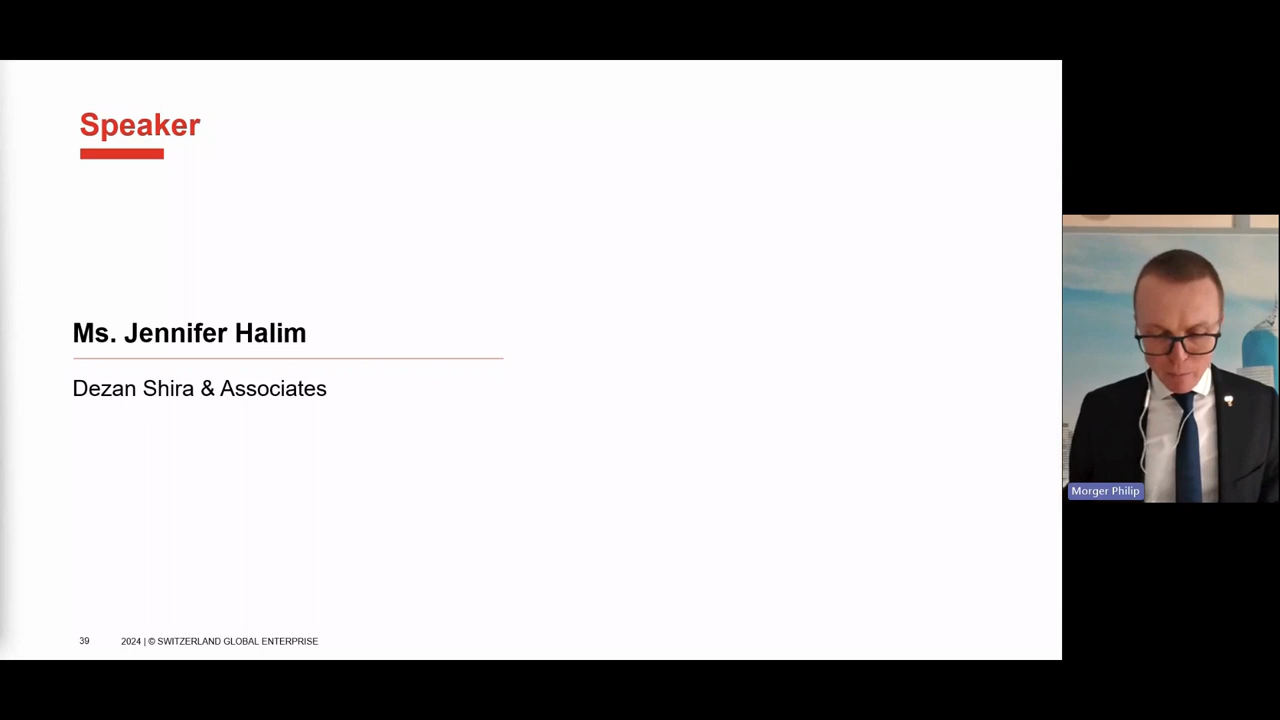 Speaker
Ms. Jennifer Halim
Dezan Shira & Associates
39 2024 | © SWITZERLAND GLOBAL ENTERPRISE
Morger Philip